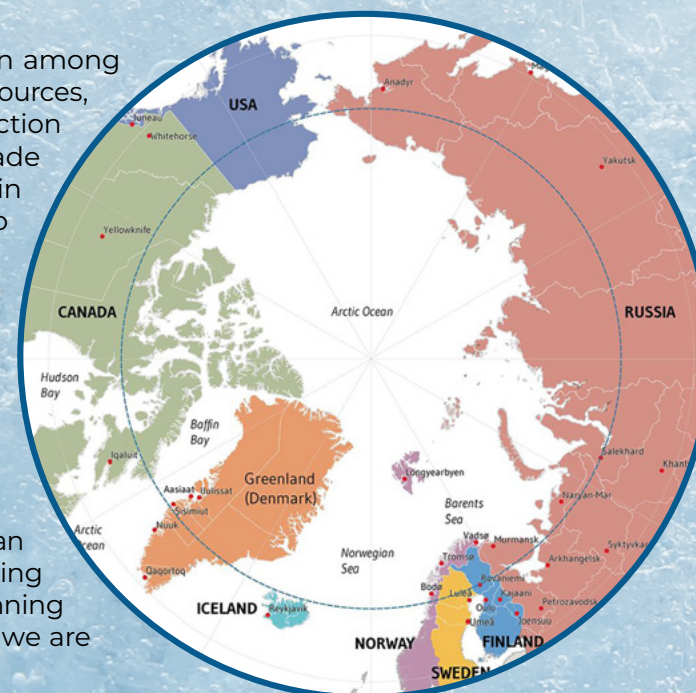 n among
ources,
ction
ade
in
o
an
ing
nning
we are
USA
Anadyr
Juneau
Whitehorse
Yakutsk
Yellowknife
CANADA
Arctic Ocean
RUSSIA
Hudson
Bay
Baffin
Bay
Iqaluit
Salekhard
Khant
Greenland
(Denmark)
Longyearbyen
Aasiaat
Ilulissat
Sisimiut
Naryan-Mar
Barents
Sea
Nuuk
Arctic
Ocean
Vadsø
Murmansk
Syktyvka
Arkhangelsk
Norwegian
Sea
Tromsø
Qaqortoq
Rovaniemi
Bodø
Luleå
Kajaani
Oulu
Petrozavodsk
ICELAND
Reykjavik
Joensuu
Umeå
NORWAY
FINLAND
SWEDEN